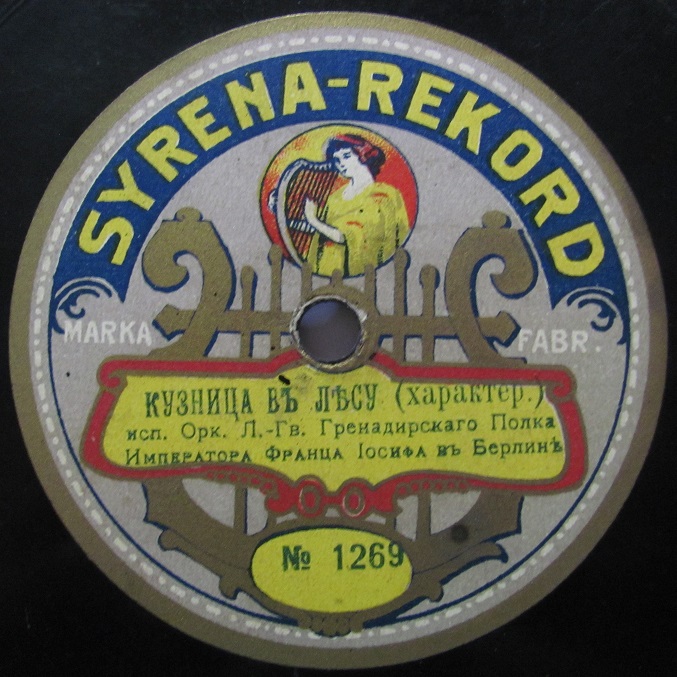 SYRENA-REKORD
MARKA FABR.
КУЗНИЦА ВЪ ЛѢСУ (характер.)
исп. Орк. Л.-Гв. Гренадирскаго Полка
Императора Франца Іосифа въ Берлинѣ
№ 1269